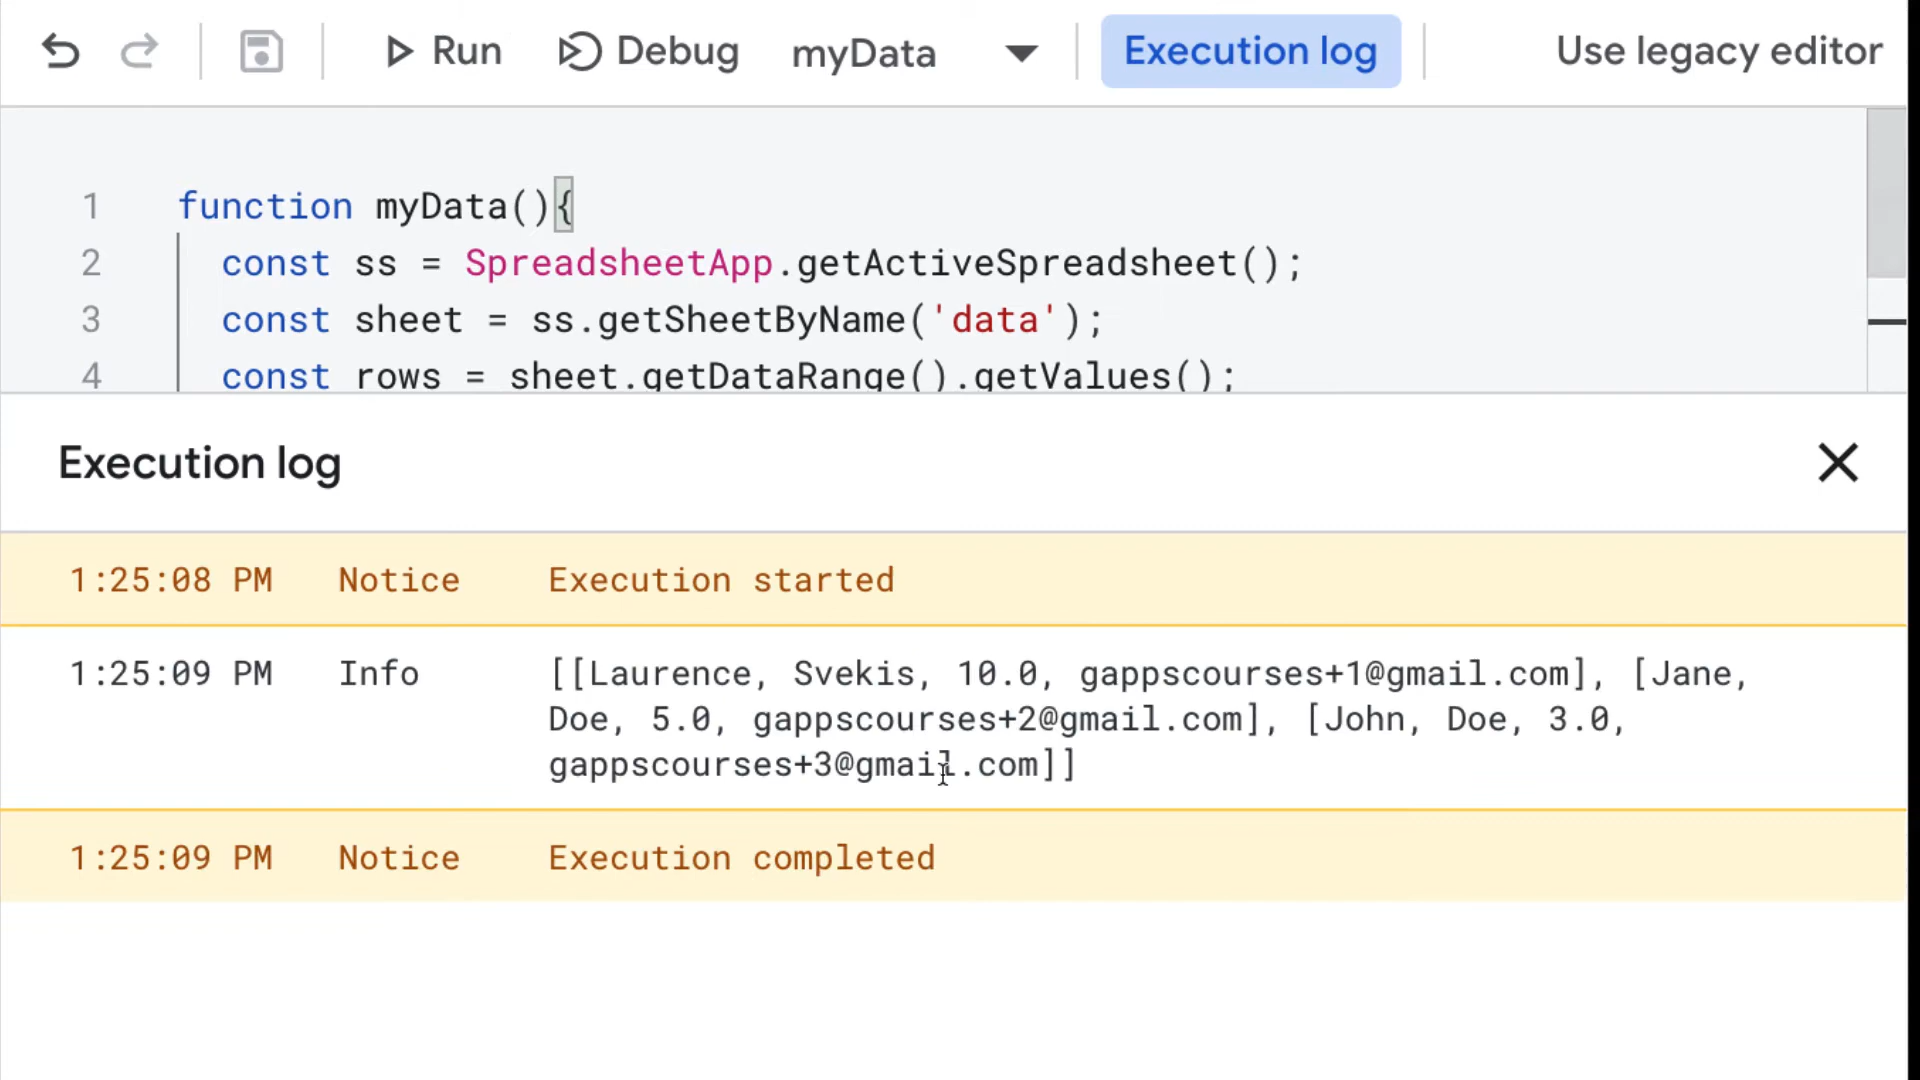 Run Debug myData Execution log Use legacy editor
1 function myData(){
2 const ss = SpreadsheetApp.getActiveSpreadsheet();
3 const sheet = ss.getSheetByName('data');
4 const rows = sheet.getDataRange().getValues();
Execution log
1:25:08 PM Notice Execution started
1:25:09 PM Info [[Laurence, Svekis, 10.0, gappscourses+1@gmail.com], [Jane,
Doe, 5.0, gappscourses+2@gmail.com], [John, Doe, 3.0,
gappscourses+3@gmail.com]]
1:25:09 PM Notice Execution completed